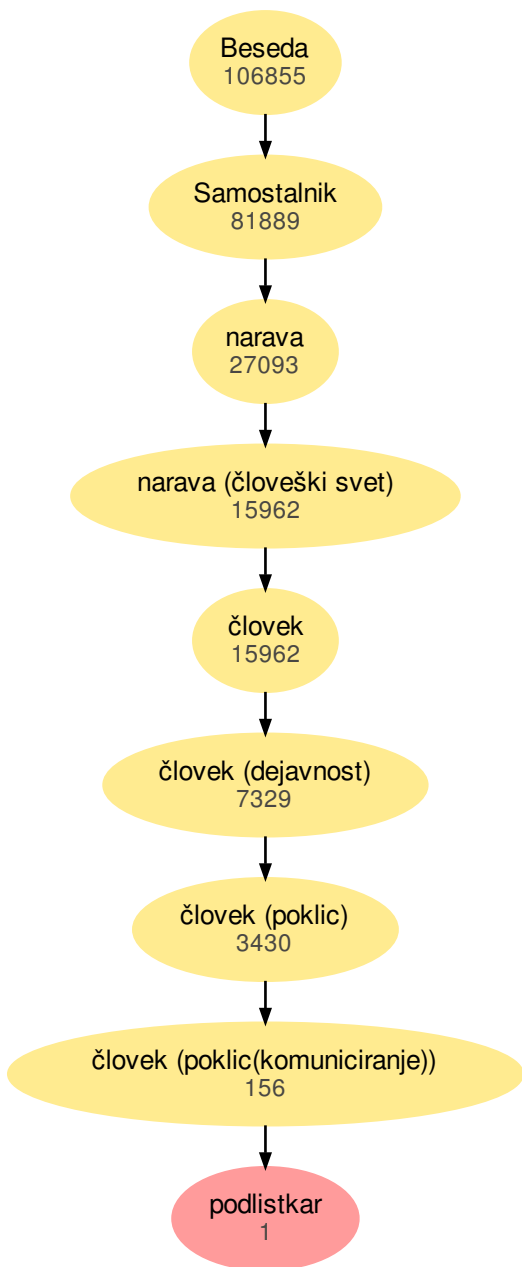 Beseda
106855
Samostalnik
81889
narava
27093
narava (človeški svet)
15962
človek
15962
človek (dejavnost)
7329
človek (poklic)
3430
človek (poklic(komuniciranje))
156
podlistkar
1